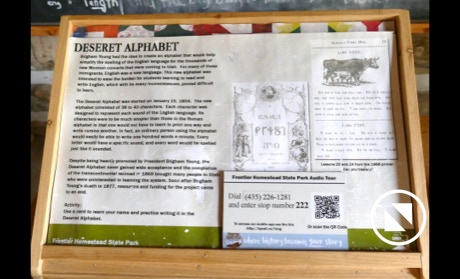 DESERET ALPHABET
Brigham Young had the idea to create an alphabet that would help
simplify the spelling of the English language for the thousands of
new Mormon converts that were coming to Utah. For many of these
immigrants, English was a new language. This new alphabet was
intended to ease the burden for students learning to read and
write English, which with its many inconsistencies, proved difficult
to learn.
The Deseret Alphabet was started on January 19, 1854. The new
alphabet consisted of 38 to 40 characters. Each character was
designed to represent each sound of the English language. Its
characters were to be much simpler than those in the Roman
alphabet in that one would not have to learn to print one way and
write cursive another. In fact, an ordinary person using the alphabet
would easily be able to write one hundred words a minute. Every
letter would have a specific sound, and every word would be spelled
just like it sounded.
Despite being heavily promoted by President Brigham Young, the
Deseret Alphabet never gained wide acceptance and the completion
of the transcontinental railroad in 1869 brought many people to Utah
who were uninterested in learning the system. Soon after Brigham
Young's death in 1877, resources and funding for the project came
to an end.
Activity
Use a card to learn your name and practice writing it in the
Deseret Alphabet.
Frontier Homestead State Park
Lessons 23 and 24 from the 1868 primer
Frontier Homestead State Park Audio Tour
Dial (435) 226-1281
and enter stop number 222
or scan the QR Code
where history becomes your story